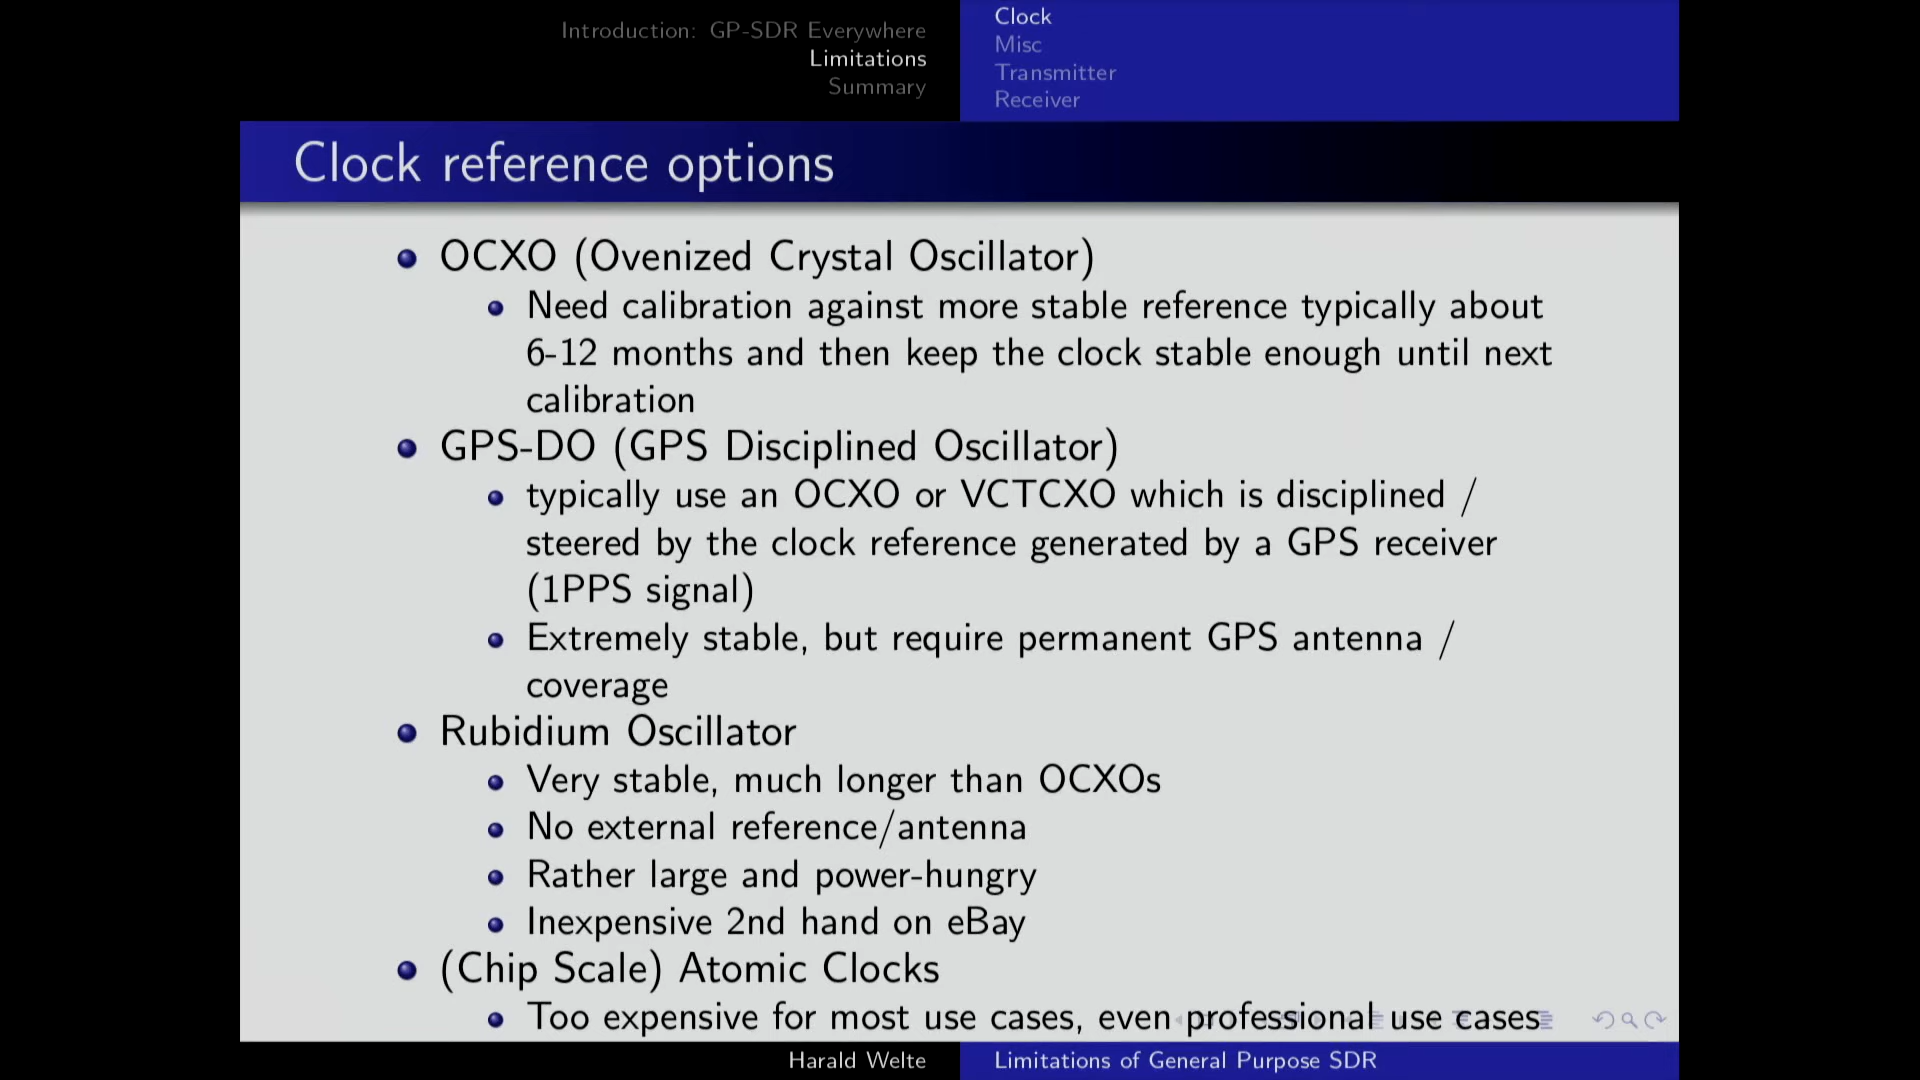 Introduction: GP-SDR Everywhere
Limitations
Summary
Clock
Misc
Transmitter
Receiver
Clock reference options
OCXO (Ovenized Crystal Oscillator)
Need calibration against more stable reference typically about
6-12 months and then keep the clock stable enough until next
calibration
GPS-DO (GPS Disciplined Oscillator)
typically use an OCXO or VCTCXO which is disciplined /
steered by the clock reference generated by a GPS receiver
(1PPS signal)
Extremely stable, but require permanent GPS antenna /
coverage
Rubidium Oscillator
Very stable, much longer than OCXOs
No external reference/antenna
Rather large and power-hungry
Inexpensive 2nd hand on eBay
(Chip Scale) Atomic Clocks
Too expensive for most use cases, even professional use cases
Harald Welte
Limitations of General Purpose SDR